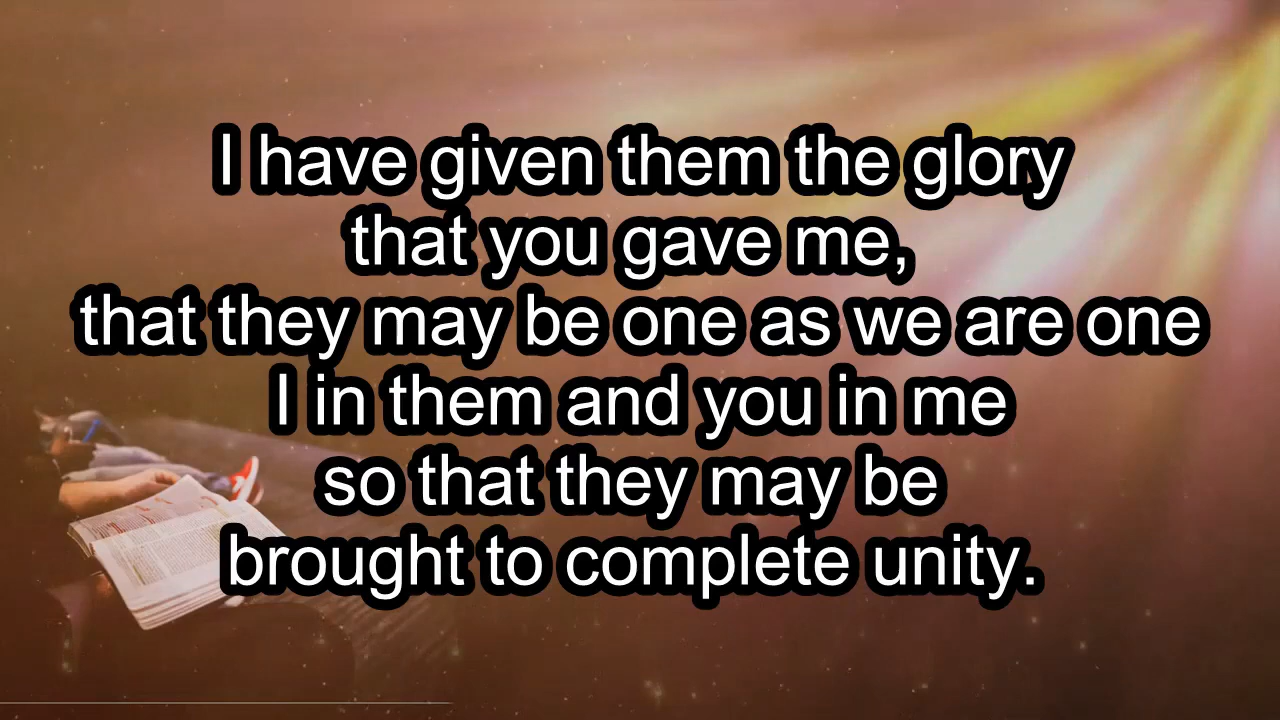 I have given them the glory
that you gave me,
that they may be one as we are one
I in them and you in me
so that they may be
brought to complete unity.